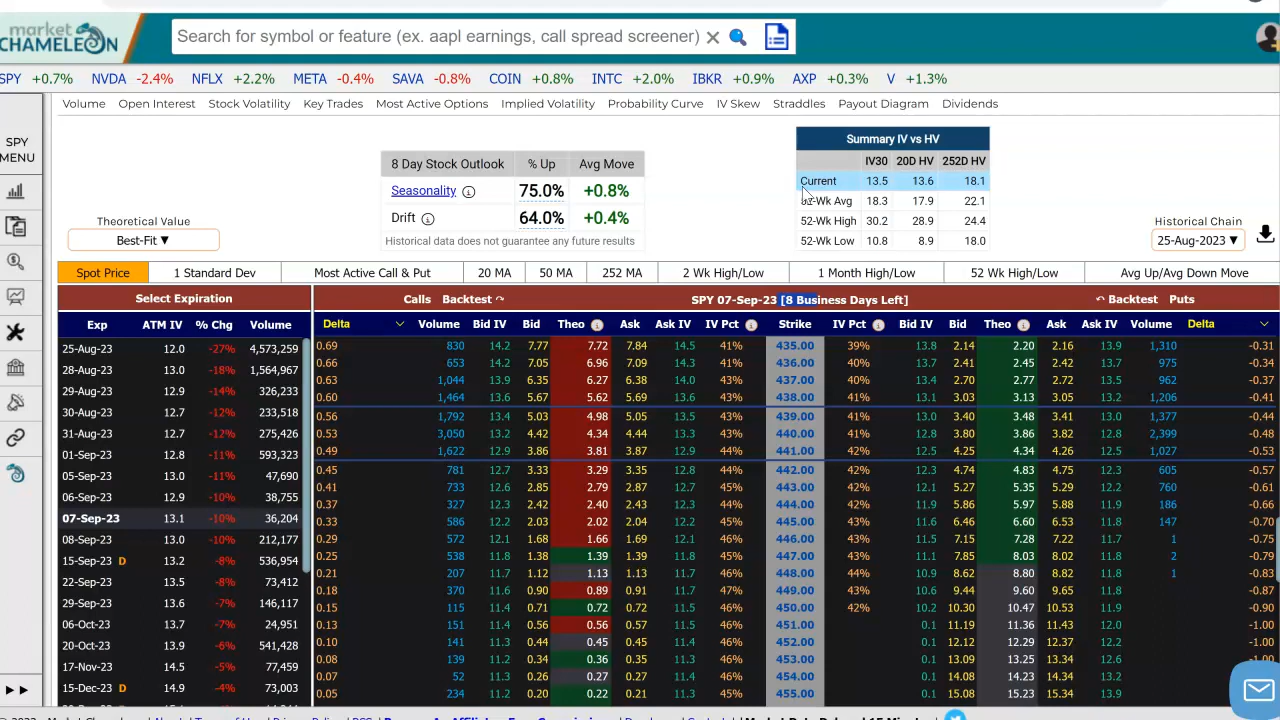 market
CHAMELEON
Search for symbol or feature (ex. aapl earnings, call spread screener)
SPY +0.7% NVDA -2.4% NFLX +2.2% META -0.4% SAVA -0.8% COIN +0.8% INTC +2.0% IBKR +0.9% AXP +0.3% V +1.3%
Volume Open Interest Stock Volatility Key Trades Most Active Options Implied Volatility Probability Curve IV Skew Straddles Payout Diagram Dividends
SPY
MENU
8 Day Stock Outlook % Up Avg Move
Seasonality 75.0% +0.8%
Drift 64.0% +0.4%
Historical data does not guarantee any future results
Summary IV vs HV
IV30 20D HV 252D HV
Current 13.5 13.6 18.1
52-Wk Avg 18.3 17.9 22.1
52-Wk High 30.2 28.9 24.4
52-Wk Low 10.8 8.9 18.0
Theoretical Value
Best-Fit ▼
Historical Chain
25-Aug-2023 ▼
Spot Price 1 Standard Dev Most Active Call & Put 20 MA 50 MA 252 MA 2 Wk High/Low 1 Month High/Low 52 Wk High/Low Avg Up/Avg Down Move
Select Expiration
Exp ATM IV % Chg Volume
25-Aug-23 12.0 -27% 4,573,259
28-Aug-23 13.0 -18% 1,564,967
29-Aug-23 12.9 -14% 326,233
30-Aug-23 12.7 -12% 233,518
31-Aug-23 12.7 -12% 275,426
01-Sep-23 12.8 -11% 593,323
05-Sep-23 13.0 -11% 47,690
06-Sep-23 12.9 -10% 38,755
07-Sep-23 13.1 -10% 36,204
08-Sep-23 13.0 -10% 212,177
15-Sep-23 D 13.2 -8% 536,954
22-Sep-23 13.5 -8% 73,412
29-Sep-23 13.6 -7% 146,117
06-Oct-23 13.7 -7% 24,951
20-Oct-23 13.9 -6% 541,428
17-Nov-23 14.5 -5% 77,459
15-Dec-23 D 14.9 -4% 73,003
Calls Backtest SPY 07-Sep-23 [8 Business Days Left] Backtest Puts
Delta Volume Bid IV Bid Theo Ask Ask IV IV Pct Strike IV Pct Bid IV Bid Theo Ask Ask IV Volume Delta
0.69 830 14.2 7.77 7.72 7.84 14.5 41% 435.00 39% 13.8 2.14 2.20 2.16 13.9 1,310 -0.31
0.66 653 14.2 7.05 6.96 7.09 14.3 40% 436.00 40% 13.7 2.41 2.45 2.42 13.7 975 -0.34
0.63 1,044 13.9 6.35 6.27 6.38 14.0 43% 437.00 40% 13.4 2.70 2.77 2.72 13.5 962 -0.37
0.60 1,464 13.6 5.67 5.62 5.69 13.6 43% 438.00 41% 13.1 3.03 3.13 3.05 13.2 1,206 -0.41
0.56 1,792 13.4 5.03 4.98 5.05 13.5 43% 439.00 41% 13.0 3.40 3.48 3.41 13.0 1,377 -0.44
0.53 3,050 13.2 4.42 4.34 4.44 13.3 43% 440.00 41% 12.8 3.80 3.86 3.82 12.8 2,399 -0.48
0.49 1,622 12.9 3.86 3.81 3.87 12.9 44% 441.00 42% 12.5 4.25 4.34 4.26 12.5 1,027 -0.53
0.45 781 12.7 3.33 3.29 3.35 12.8 44% 442.00 42% 12.3 4.74 4.83 4.75 12.3 605 -0.57
0.41 733 12.6 2.85 2.79 2.87 12.6 44% 443.00 42% 12.1 5.27 5.35 5.29 12.2 760 -0.61
0.37 327 12.3 2.42 2.40 2.43 12.3 44% 444.00 42% 11.9 5.86 5.97 5.88 11.9 186 -0.66
0.33 586 12.2 2.03 2.02 2.04 12.2 45% 445.00 43% 11.8 6.46 6.60 6.53 11.8 147 -0.70
0.29 572 12.1 1.68 1.66 1.69 12.1 46% 446.00 43% 11.5 7.15 7.28 7.22 11.7 1 -0.75
0.25 538 11.8 1.38 1.39 1.39 11.8 45% 447.00 43% 11.1 7.85 8.03 8.02 11.8 2 -0.79
0.21 207 11.7 1.12 1.13 1.13 11.7 46% 448.00 44% 10.9 8.62 8.80 8.82 11.8 1 -0.83
0.18 370 11.6 0.90 0.89 0.91 11.7 47% 449.00 43% 10.6 9.44 9.60 9.65 11.8 -0.87
0.15 115 11.4 0.71 0.72 0.72 11.5 46% 450.00 42% 10.2 10.30 10.47 10.53 11.9 -0.90
0.13 151 11.4 0.56 0.56 0.57 11.5 46% 451.00 0.1 11.19 11.36 11.43 12.0 -1.00
0.10 141 11.3 0.44 0.45 0.45 11.4 46% 452.00 0.1 12.12 12.29 12.37 12.2 -1.00
0.08 139 11.2 0.34 0.36 0.35 11.3 46% 453.00 0.1 13.09 13.25 13.34 12.6 -1.00
0.07 52 11.3 0.26 0.27 0.27 11.4 46% 454.00 0.1 14.08 14.23 14.34 13.2
0.05 234 11.2 0.20 0.22 0.21 11.3 45% 455.00 0.1 15.08 15.23 15.34 13.9